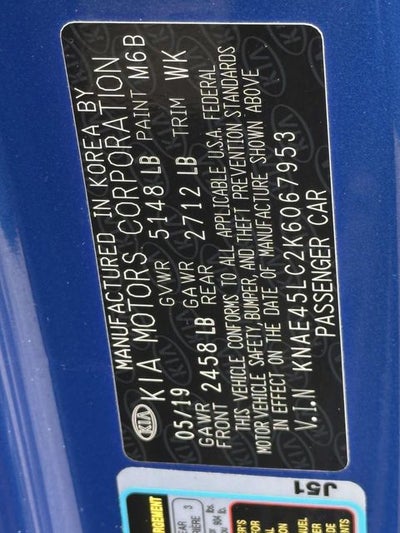 MANUFACTURED IN KOREA BY
KIA KIA MOTORS CORPORATION
05/19 GVWR 5148 LB PAINT M6B
GAWR FRONT 2458 LB GAWR REAR 2712 LB TRIM WK
THIS VEHICLE CONFORMS TO ALL APPLICABLE U.S.A. FEDERAL
MOTOR VEHICLE SAFETY, BUMPER, AND THEFT PREVENTION STANDARDS
IN EFFECT ON THE DATE OF MANUFACTURE SHOWN ABOVE
V.I.N KNAE45LC2K6067953
PASSENGER CAR
J51